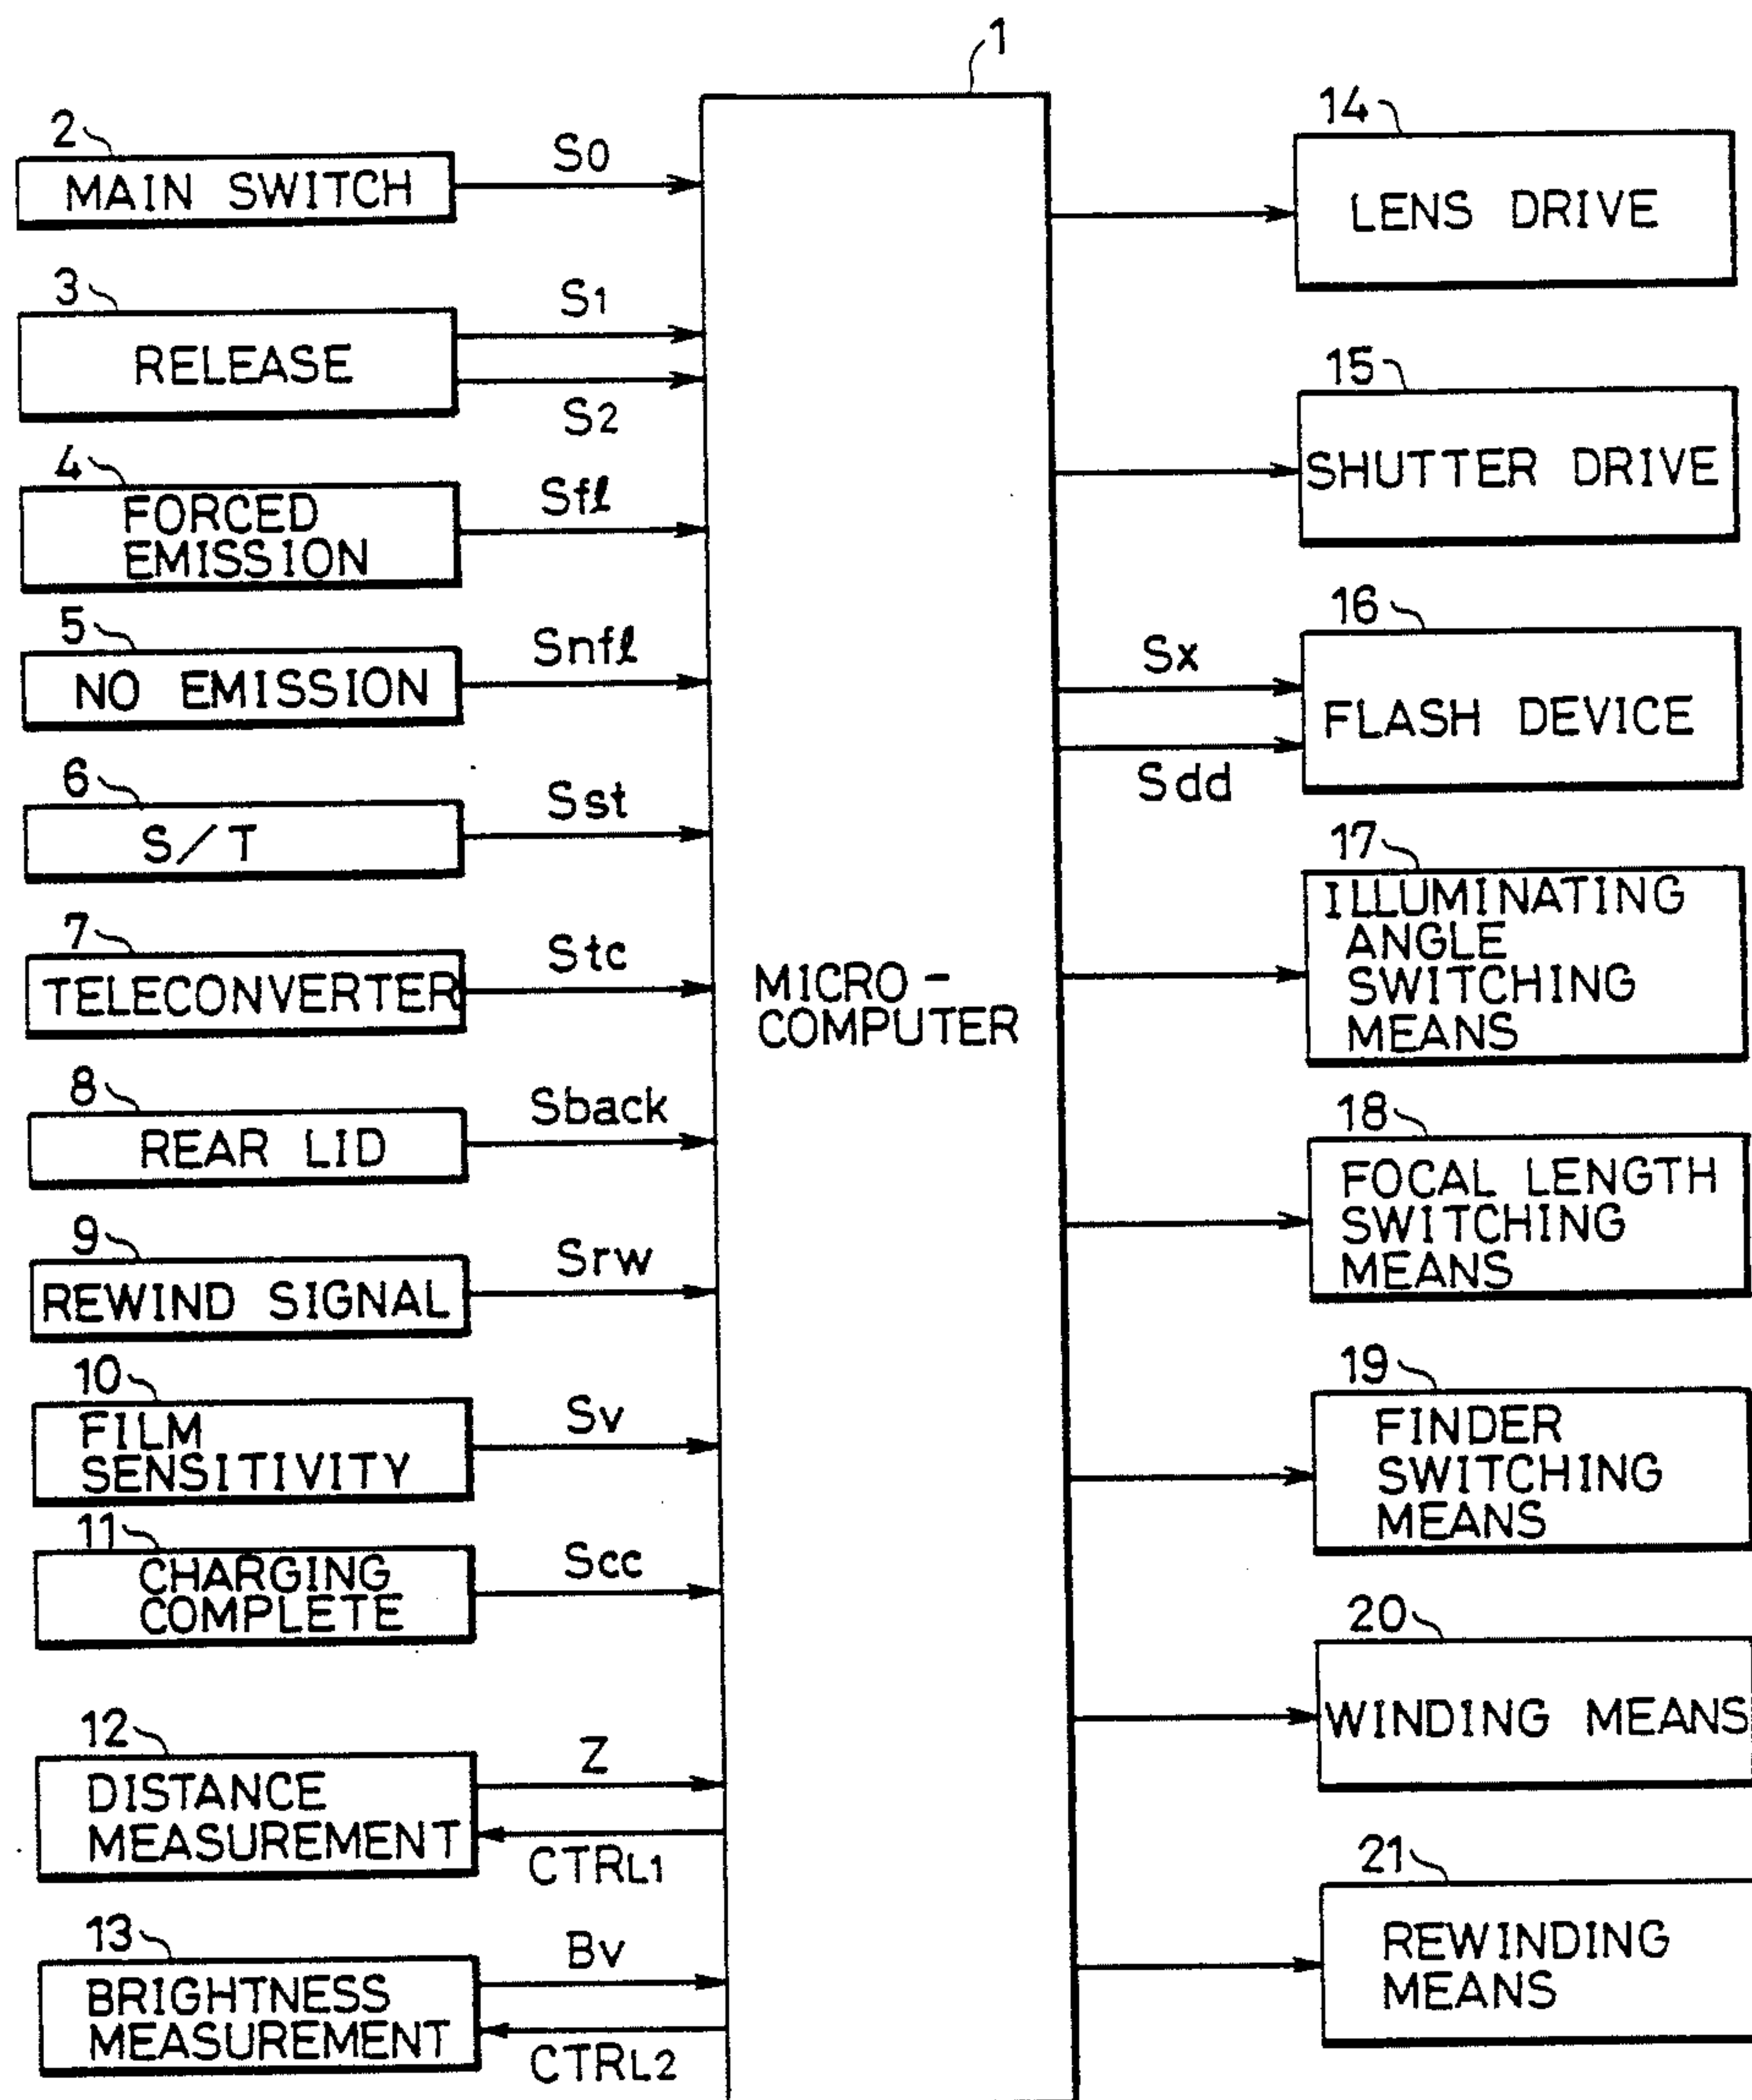 1
2
MAIN SWITCH
S0
3
RELEASE
S1
S2
4
FORCED
EMISSION
Sfl
5
NO EMISSION
Snfl
6
S/T
Sst
7
TELECONVERTER
Stc
8
REAR LID
Sback
9
REWIND SIGNAL
Srw
10
FILM
SENSITIVITY
Sv
11
CHARGING
COMPLETE
Scc
12
DISTANCE
MEASUREMENT
Z
CTRL1
13
BRIGHTNESS
MEASUREMENT
Bv
CTRL2
MICRO-
COMPUTER
14
LENS DRIVE
15
SHUTTER DRIVE
16
Sx
FLASH DEVICE
Sdd
17
ILLUMINATING
ANGLE
SWITCHING
MEANS
18
FOCAL LENGTH
SWITCHING
MEANS
19
FINDER
SWITCHING
MEANS
20
WINDING MEANS
21
REWINDING
MEANS